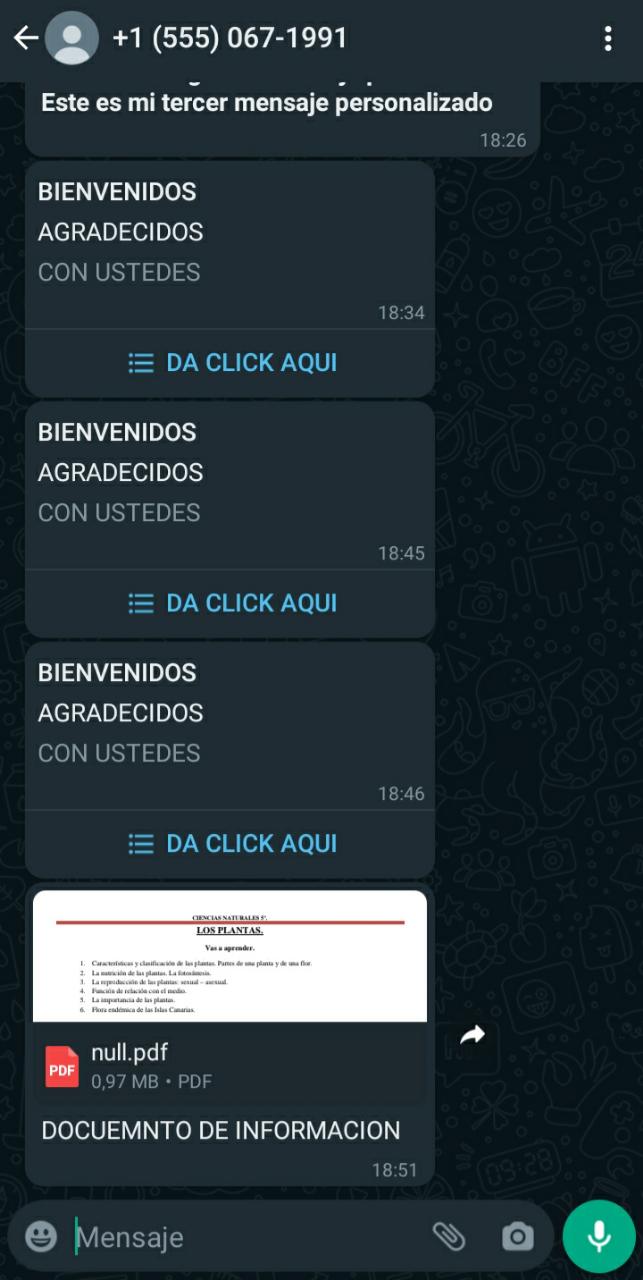 +1 (555) 067-1991
Este es mi tercer mensaje personalizado
18:26
BIENVENIDOS
AGRADECIDOS
CON USTEDES
18:34
DA CLICK AQUI
BIENVENIDOS
AGRADECIDOS
CON USTEDES
18:45
DA CLICK AQUI
BIENVENIDOS
AGRADECIDOS
CON USTEDES
18:46
DA CLICK AQUI
CIENCIAS NATURALES 5º.
LOS PLANTAS.
Vas a aprender.
1. Características y clasificación de las plantas. Partes de una planta y de una flor.
2. La nutrición de las plantas. La fotosíntesis.
3. La reproducción de las plantas: sexual – asexual.
4. Función de relación con el medio.
5. La importancia de las plantas.
6. Flora endémica de las Islas Canarias.
PDF
null.pdf
0,97 MB • PDF
DOCUEMNTO DE INFORMACION
18:51
Mensaje